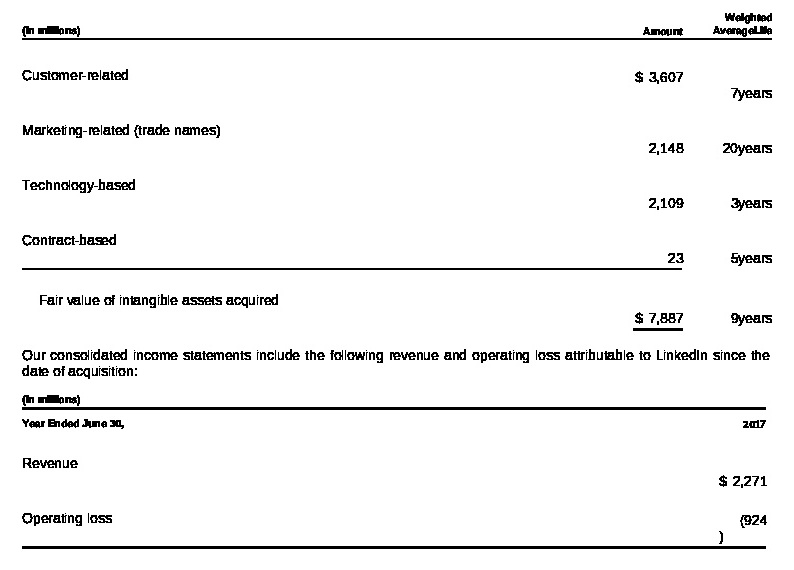 Weighted
(In millions) Amount AverageLife
Customer-related $ 3,607
7years
Marketing-related (trade names)
2,148 20years
Technology-based
2,109 3years
Contract-based
23 5years
Fair value of intangible assets acquired
$ 7,887 9years
Our consolidated income statements include the following revenue and operating loss attributable to LinkedIn since the
date of acquisition:
(In millions)
Year Ended June 30, 2017
Revenue
$ 2,271
Operating loss (924
)